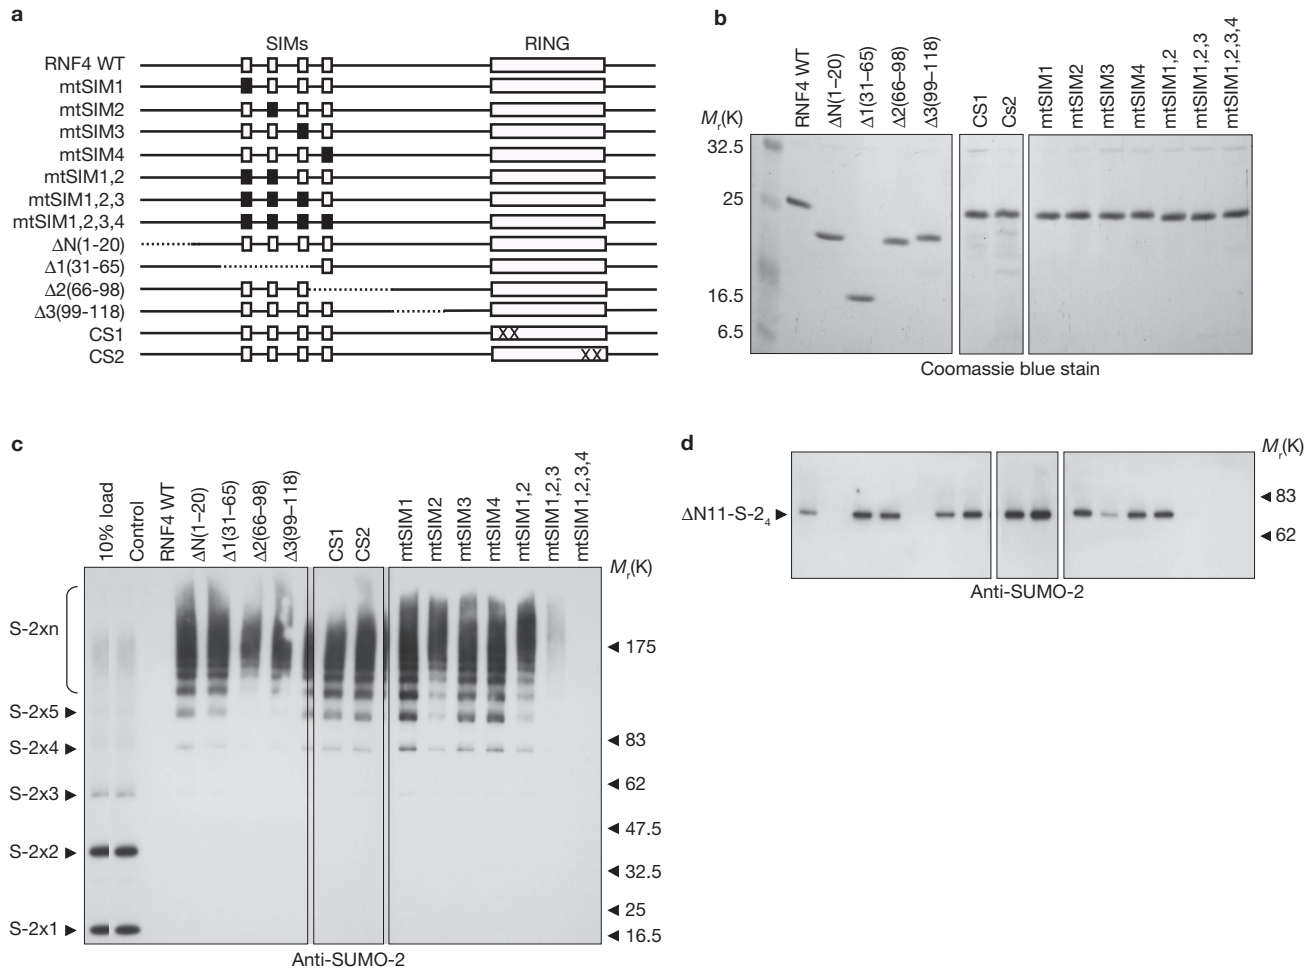 a
SIMs RING
RNF4 WT
mtSIM1
mtSIM2
mtSIM3
mtSIM4
mtSIM1,2
mtSIM1,2,3
mtSIM1,2,3,4
ΔN(1–20)
Δ1(31–65)
Δ2(66–98)
Δ3(99–118)
CS1 XX
CS2 XX
b
RNF4 WT
ΔN(1–20)
Δ1(31–65)
Δ2(66–98)
Δ3(99–118)
CS1
Cs2
mtSIM1
mtSIM2
mtSIM3
mtSIM4
mtSIM1,2
mtSIM1,2,3
mtSIM1,2,3,4
Mr(K)
32.5
25
16.5
6.5
Coomassie blue stain
c
10% load
Control
RNF4 WT
ΔN(1–20)
Δ1(31–65)
Δ2(66–98)
Δ3(99–118)
CS1
CS2
mtSIM1
mtSIM2
mtSIM3
mtSIM4
mtSIM1,2
mtSIM1,2,3
mtSIM1,2,3,4
Mr(K)
S-2xn
S-2x5
S-2x4
S-2x3
S-2x2
S-2x1
175
83
62
47.5
32.5
25
16.5
Anti-SUMO-2
d
Mr(K)
ΔN11-S-2₄
83
62
Anti-SUMO-2